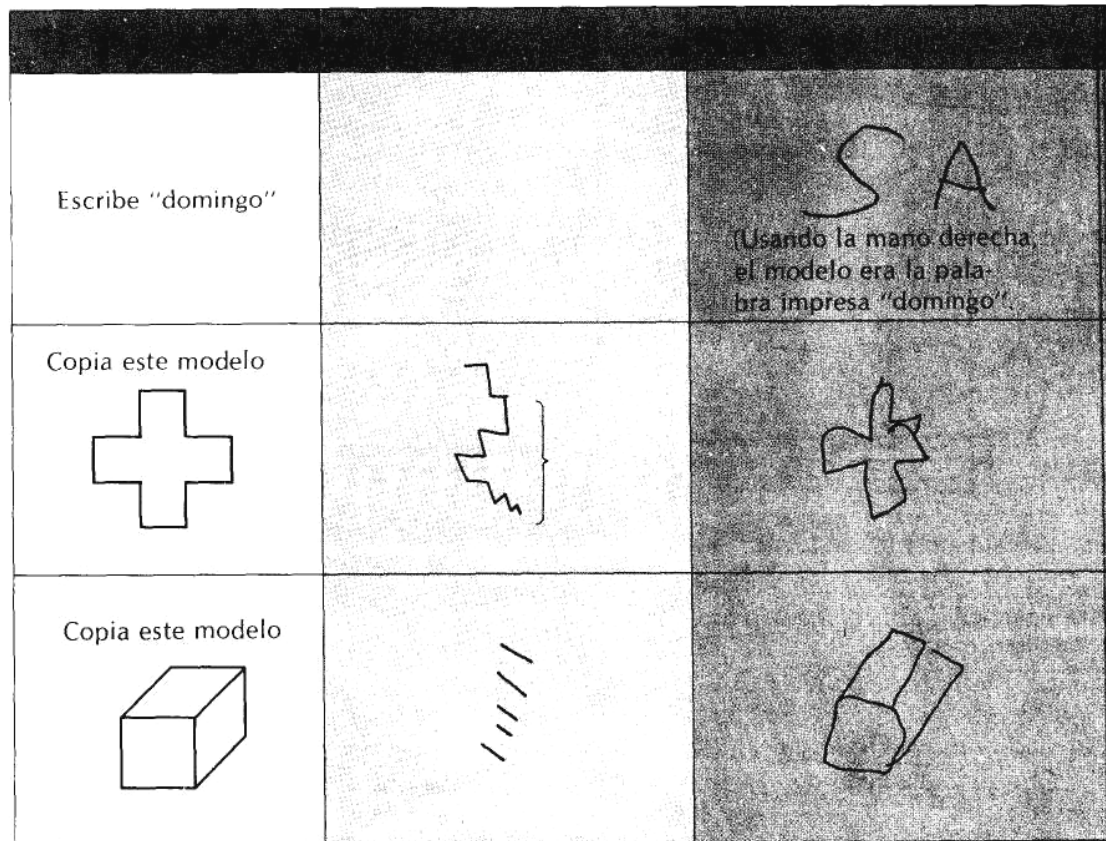 Escribe "domingo"
S A
(Usando la mano derecha,
el modelo era la pala-
bra impresa "domingo".
Copia este modelo
Copia este modelo